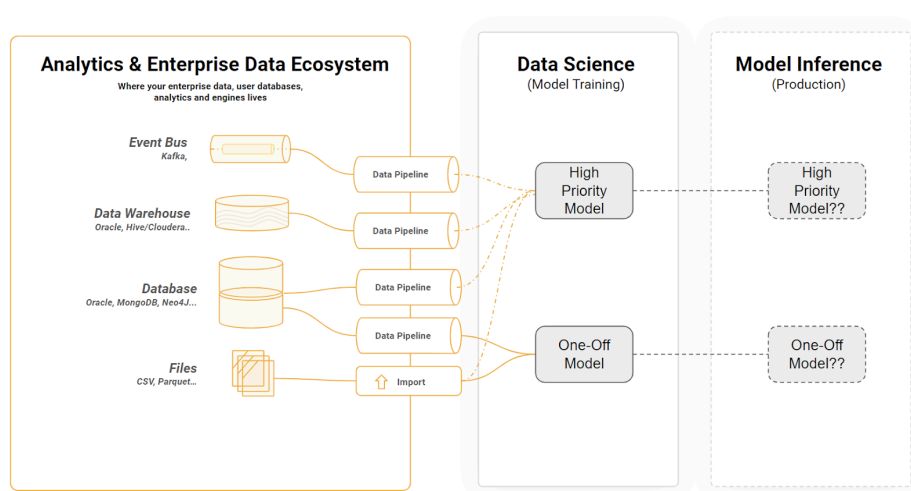 Analytics & Enterprise Data Ecosystem
Where your enterprise data, user databases,
analytics and engines lives
Event Bus
Kafka,
Data Warehouse
Oracle, Hive/Cloudera..
Database
Oracle, MongoDB, Neo4J...
Files
CSV, Parquet...
Data Pipeline
Data Pipeline
Data Pipeline
Data Pipeline
Import
Data Science
(Model Training)
High
Priority
Model
One-Off
Model
Model Inference
(Production)
High
Priority
Model??
One-Off
Model??